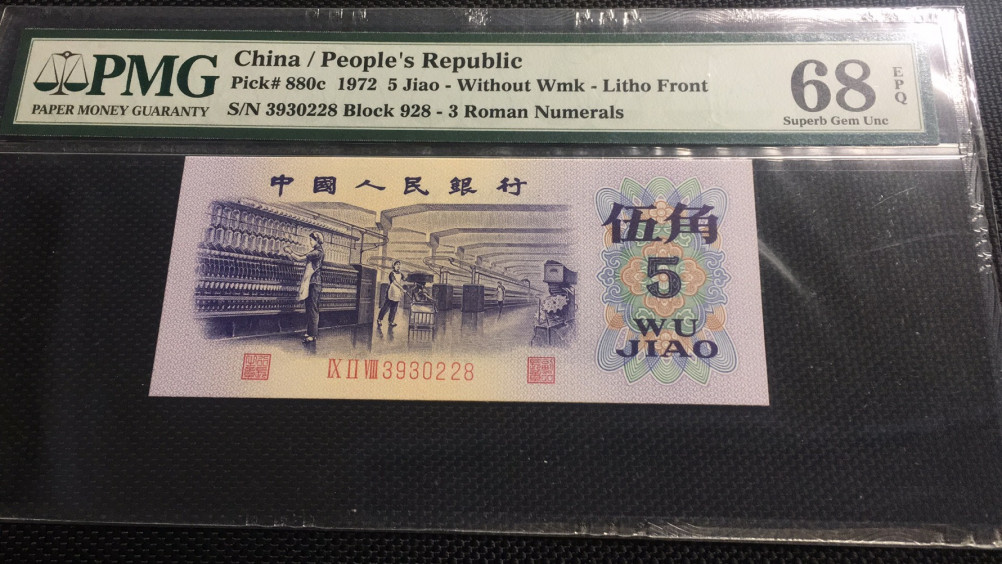 PMG
PAPER MONEY GUARANTY
China / People's Republic
Pick# 880c 1972 5 Jiao - Without Wmk - Litho Front
S/N 3930228 Block 928 - 3 Roman Numerals
68
EPQ
Superb Gem Unc
中國人民銀行
伍角
5
WU
JIAO
IX II VIII 3930228